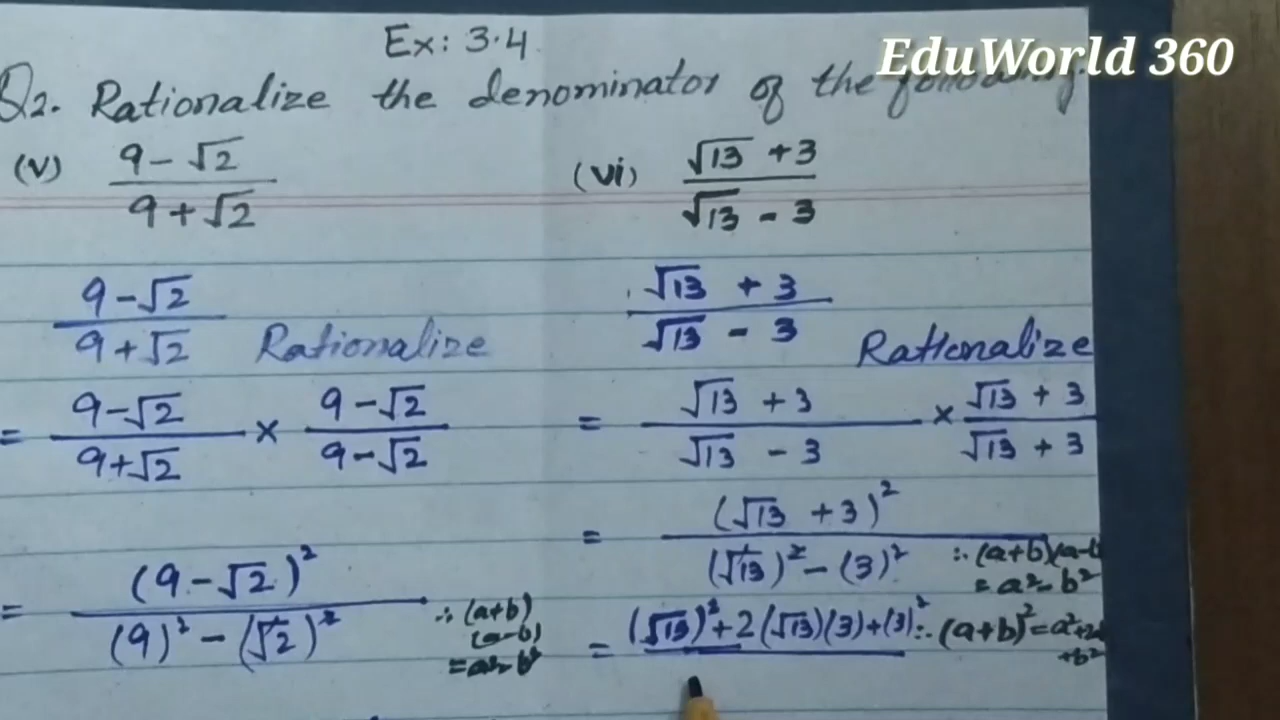 Ex: 3.4
EduWorld 360
Q2. Rationalize the denominator of the following.
(v) 9-√2 / 9+√2
(vi) √13 +3 / √13 - 3
9-√2 / 9+√2 Rationalize
= 9-√2 / 9+√2 × 9-√2 / 9-√2
= (9-√2)² / (9)² - (√2)² ∴ (a+b)
(a-b)
= a²-b²
√13 + 3 / √13 - 3 Rationalize
= √13 + 3 / √13 - 3 × √13 + 3 / √13 + 3
= (√13 + 3)² / (√13)² - (3)² ∵ (a+b)(a-b
= a²-b²
= (√13)² + 2(√13)(3)+(3)² ∵ (a+b)² = a²+2
+b²